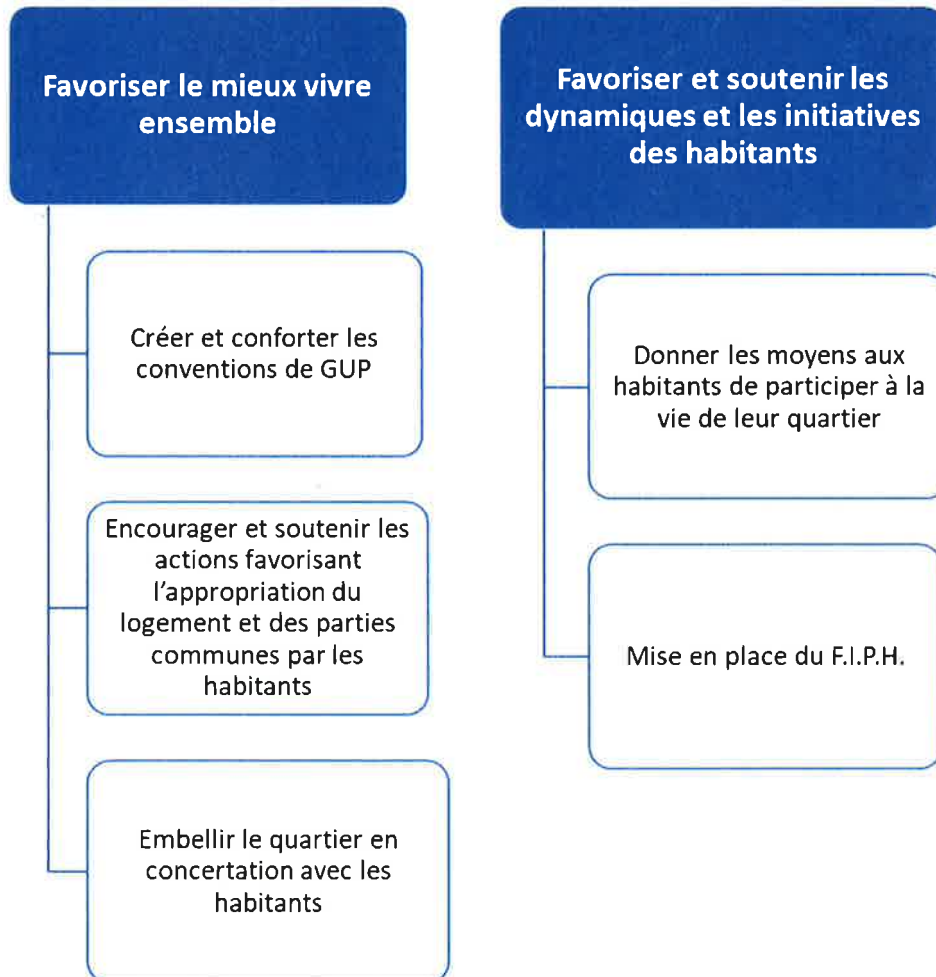 Favoriser le mieux vivre
ensemble
Créer et conforter les
conventions de GUP
Encourager et soutenir les
actions favorisant
l'appropriation du
logement et des parties
communes par les
habitants
Embellir le quartier en
concertation avec les
habitants
Favoriser et soutenir les
dynamiques et les initiatives
des habitants
Donner les moyens aux
habitants de participer à la
vie de leur quartier
Mise en place du F.I.P.H.